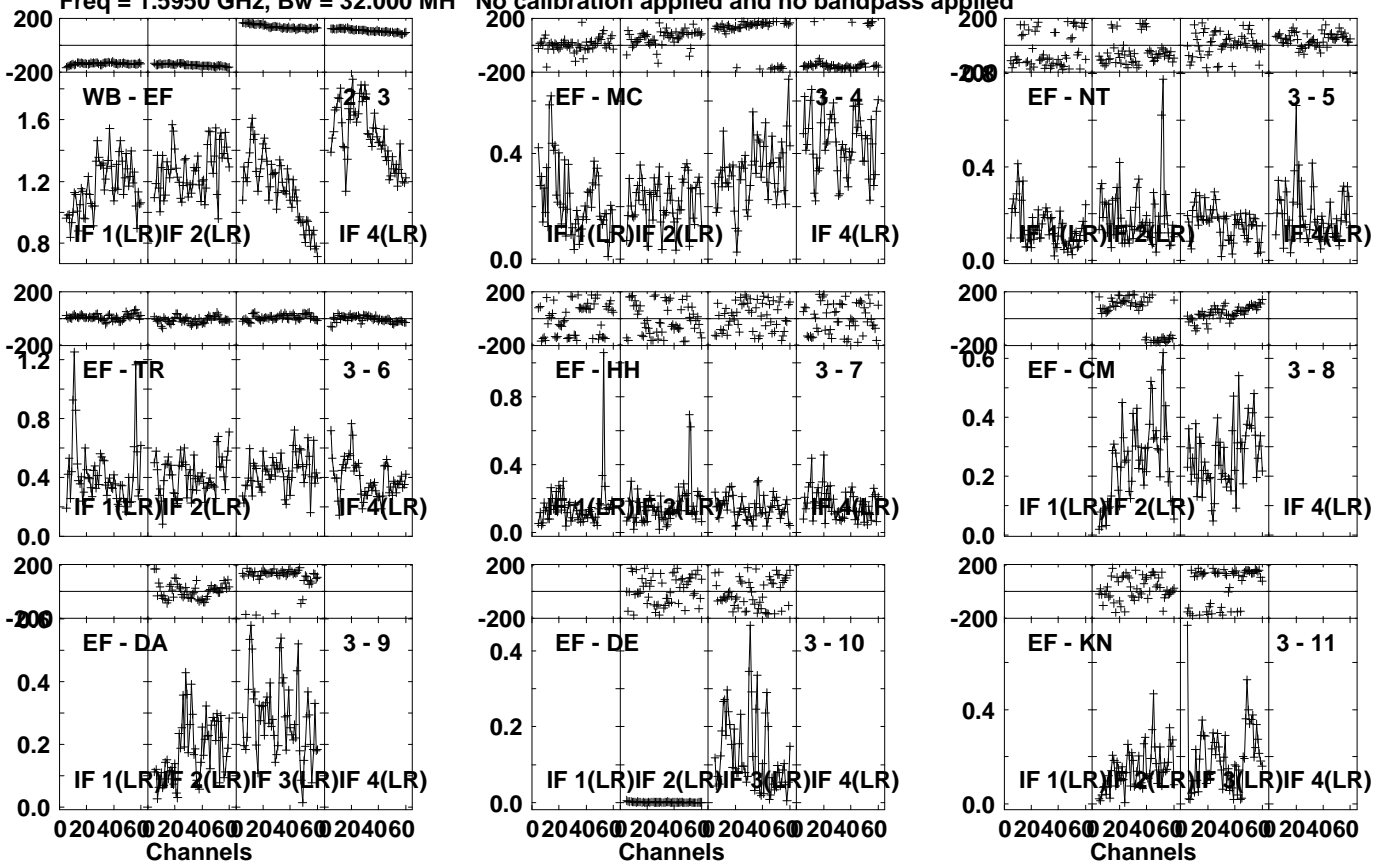 Freq = 1.5950 GHz, Bw = 32.000 MH No calibration applied and no bandpass applied
200
-200
WB - EF 2 - 3
1.6
1.2
0.8
IF 1(LR) IF 2(LR) IF 4(LR)
200
-200
EF - MC 3 - 4
0.4
0.0
IF 1(LR) IF 2(LR) IF 4(LR)
200
-200
0.8
EF - NT 3 - 5
0.4
0.0
IF 1(LR) IF 2(LR) IF 4(LR)
200
-200
1.2
EF - TR 3 - 6
0.8
0.4
0.0
IF 1(LR) IF 2(LR) IF 4(LR)
200
-200
EF - HH 3 - 7
0.8
0.4
0.0
IF 1(LR) IF 2(LR) IF 4(LR)
200
-200
0.6
EF - CM 3 - 8
0.4
0.2
0.0
IF 1(LR) IF 2(LR) IF 4(LR)
200
-200
0.6
EF - DA 3 - 9
0.4
0.2
0.0
IF 1(LR) IF 2(LR) IF 3(LR) IF 4(LR)
0 20 40 60 0 20 40 60 0 20 40 60 0 20 40 60
Channels
200
-200
EF - DE 3 - 10
0.4
0.2
0.0
IF 1(LR) IF 2(LR) IF 3(LR) IF 4(LR)
0 20 40 60 0 20 40 60 0 20 40 60 0 20 40 60
Channels
200
-200
EF - KN 3 - 11
0.4
0.0
IF 1(LR) IF 2(LR) IF 3(LR) IF 4(LR)
0 20 40 60 0 20 40 60 0 20 40 60 0 20 40 60
Channels